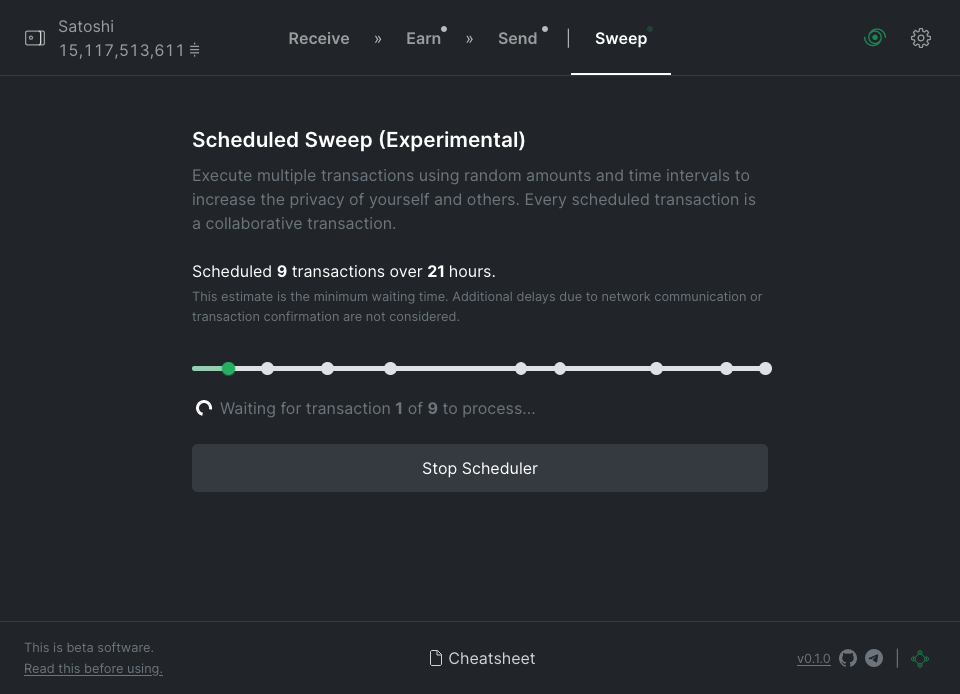 Satoshi
15,117,513,611
Receive » Earn » Send | Sweep
Scheduled Sweep (Experimental)
Execute multiple transactions using random amounts and time intervals to
increase the privacy of yourself and others. Every scheduled transaction is
a collaborative transaction.
Scheduled 9 transactions over 21 hours.
This estimate is the minimum waiting time. Additional delays due to network communication or
transaction confirmation are not considered.
Waiting for transaction 1 of 9 to process...
Stop Scheduler
This is beta software.
Read this before using.
Cheatsheet
v0.1.0